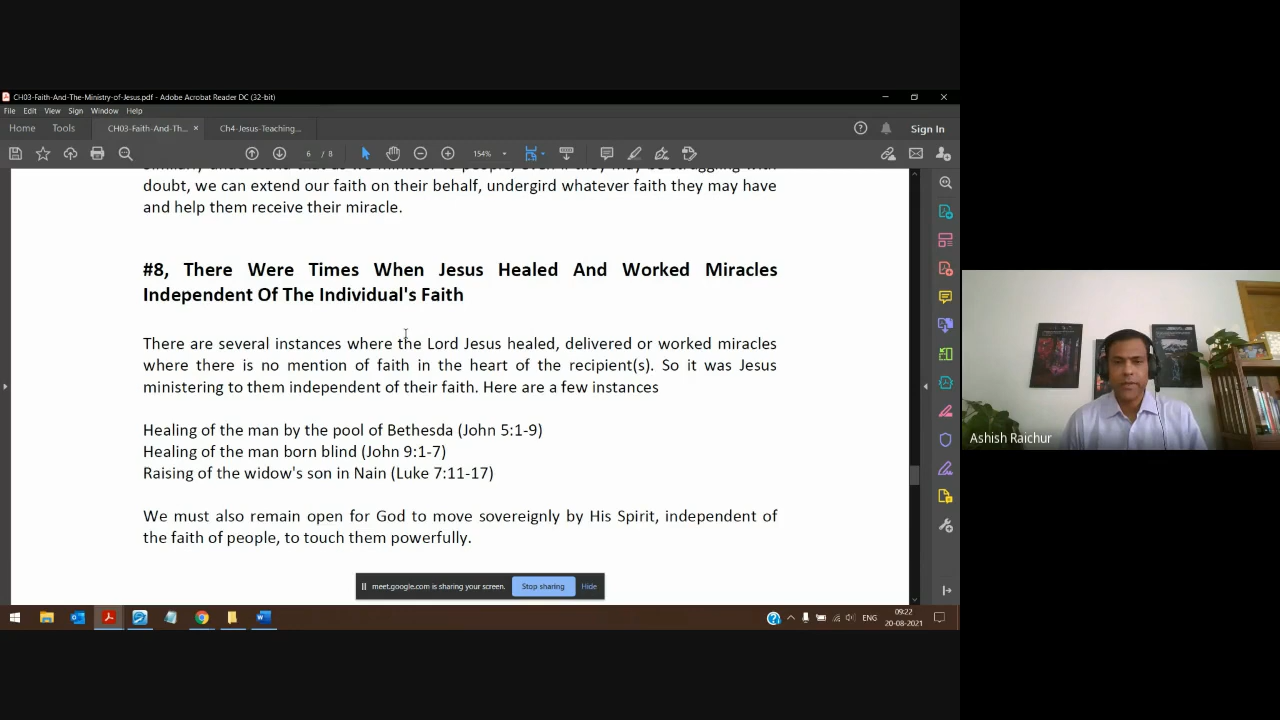 CH03-Faith-And-The-Ministry-of-Jesus.pdf - Adobe Acrobat Reader DC (32-bit)
File Edit View Sign Window Help
Home Tools CH03-Faith-And-Th... × Ch4-Jesus-Teaching... Sign In
6 / 8 154%
doubt, we can extend our faith on their behalf, undergird whatever faith they may have
and help them receive their miracle.
#8, There Were Times When Jesus Healed And Worked Miracles
Independent Of The Individual's Faith
There are several instances where the Lord Jesus healed, delivered or worked miracles
where there is no mention of faith in the heart of the recipient(s). So it was Jesus
ministering to them independent of their faith. Here are a few instances
Healing of the man by the pool of Bethesda (John 5:1-9)
Healing of the man born blind (John 9:1-7)
Raising of the widow's son in Nain (Luke 7:11-17)
We must also remain open for God to move sovereignly by His Spirit, independent of
the faith of people, to touch them powerfully.
meet.google.com is sharing your screen. Stop sharing Hide
ENG
09:22
20-08-2021
Ashish Raichur